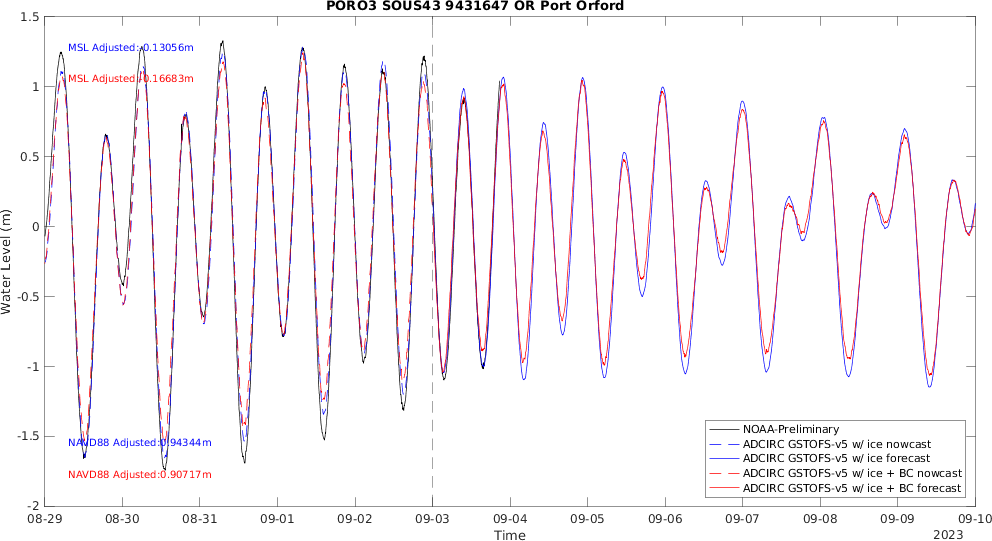 PORO3 SOUS43 9431647 OR Port Orford
Water Level (m)
1.5
1
0.5
0
-0.5
-1
-1.5
-2
MSL Adjusted:-0.13056m
MSL Adjusted:-0.16683m
NAVD88 Adjusted:0.94344m
NAVD88 Adjusted:0.90717m
NOAA-Preliminary
ADCIRC GSTOFS-v5 w/ ice nowcast
ADCIRC GSTOFS-v5 w/ ice forecast
ADCIRC GSTOFS-v5 w/ ice + BC nowcast
ADCIRC GSTOFS-v5 w/ ice + BC forecast
08-29 08-30 08-31 09-01 09-02 09-03 09-04 09-05 09-06 09-07 09-08 09-09 09-10
Time
2023